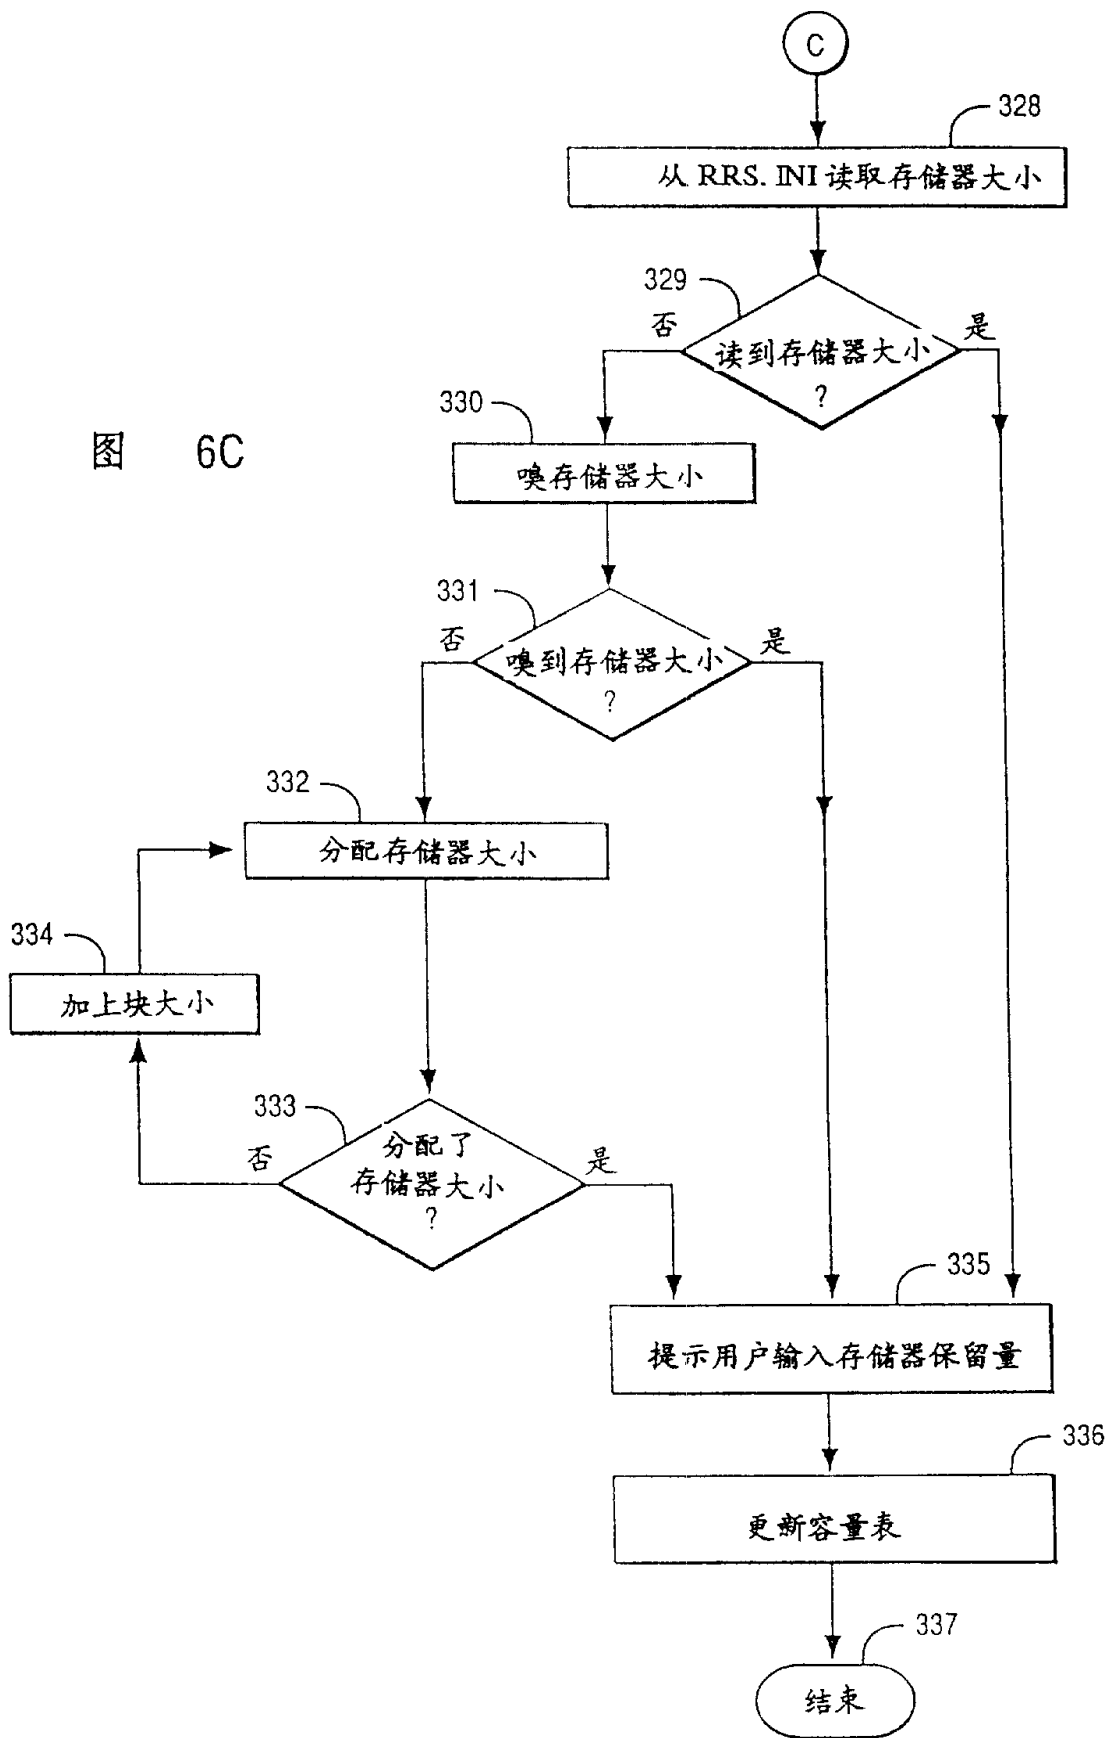 C
328
从 RRS. INI 读取存储器大小
329
否
是
读到存储器大小
?
330
图 6C
嗅存储器大小
331
否
是
嗅到存储器大小
?
332
分配存储器大小
334
加上块大小
333
否
是
分配了
存储器大小
?
335
提示用户输入存储器保留量
336
更新容量表
337
结束